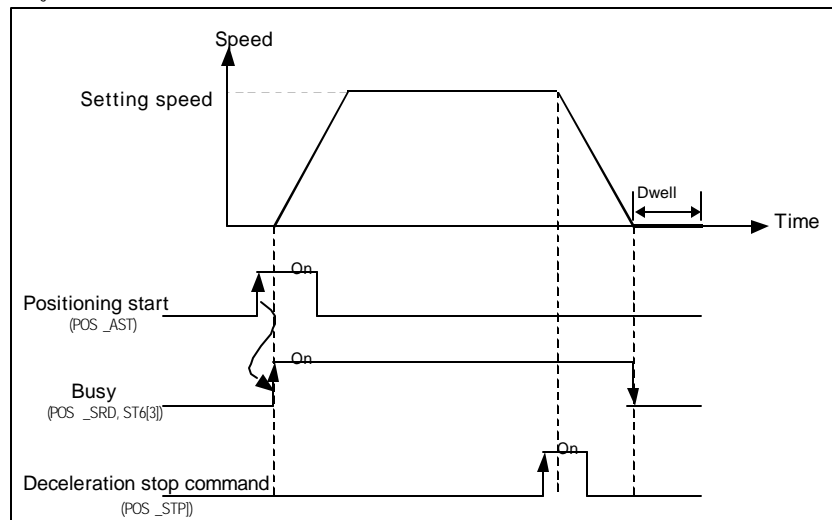 Speed
Setting speed
Dwell
Time
On
Positioning start
(POS _AST)
On
Busy
(POS _SRD, ST6[3])
On
Deceleration stop command
(POS _STP])